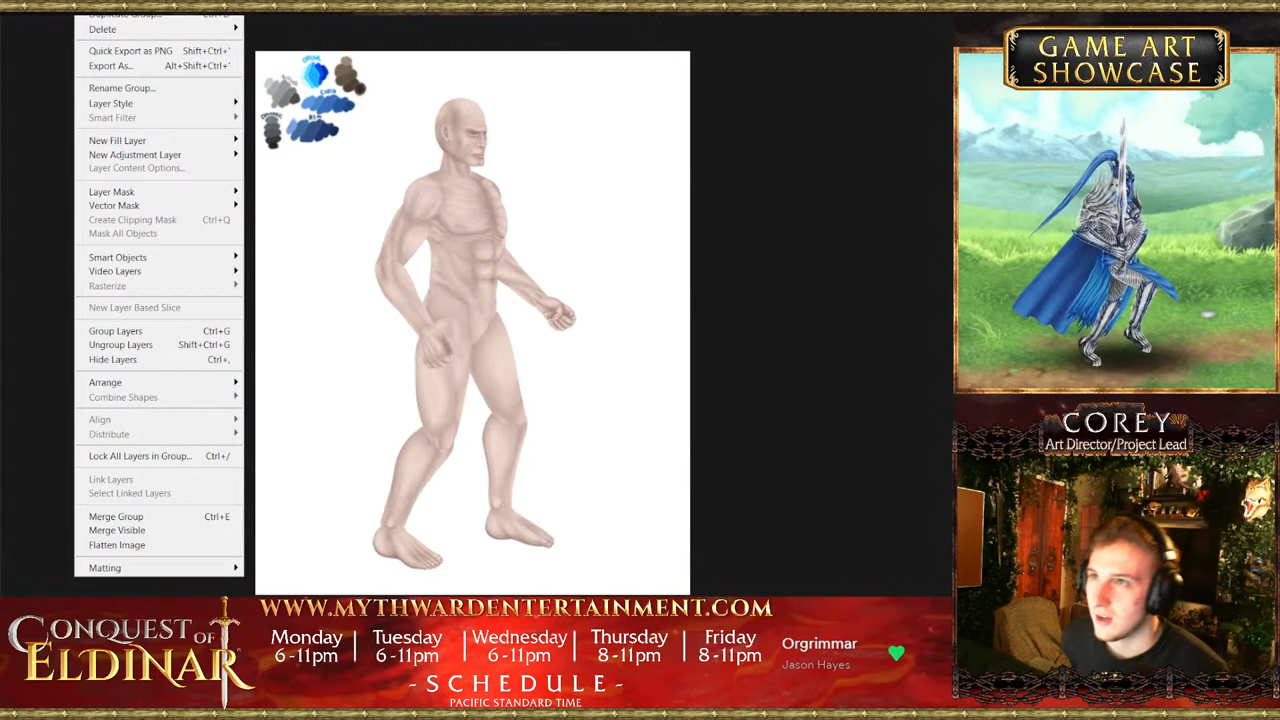 Duplicate Group... Ctrl+D
Delete
Quick Export as PNG Shift+Ctrl+'
Export As... Alt+Shift+Ctrl+'
Rename Group...
Layer Style
Smart Filter
New Fill Layer
New Adjustment Layer
Layer Content Options...
Layer Mask
Vector Mask
Create Clipping Mask Ctrl+Q
Mask All Objects
Smart Objects
Video Layers
Rasterize
New Layer Based Slice
Group Layers Ctrl+G
Ungroup Layers Shift+Ctrl+G
Hide Layers Ctrl+,
Arrange
Combine Shapes
Align
Distribute
Lock All Layers in Group... Ctrl+/
Link Layers
Select Linked Layers
Merge Group Ctrl+E
Merge Visible
Flatten Image
Matting
GAME ART
SHOWCASE
COREY
Art Director/Project Lead
CONQUEST OF
ELDINAR
WWW.MYTHWARDENTERTAINMENT.COM
Monday | Tuesday | Wednesday | Thursday | Friday
6 -11pm | 6 -11pm | 6 -11pm | 8 -11pm | 8 -11pm
- SCHEDULE -
PACIFIC STANDARD TIME
Orgrimmar
Jason Hayes